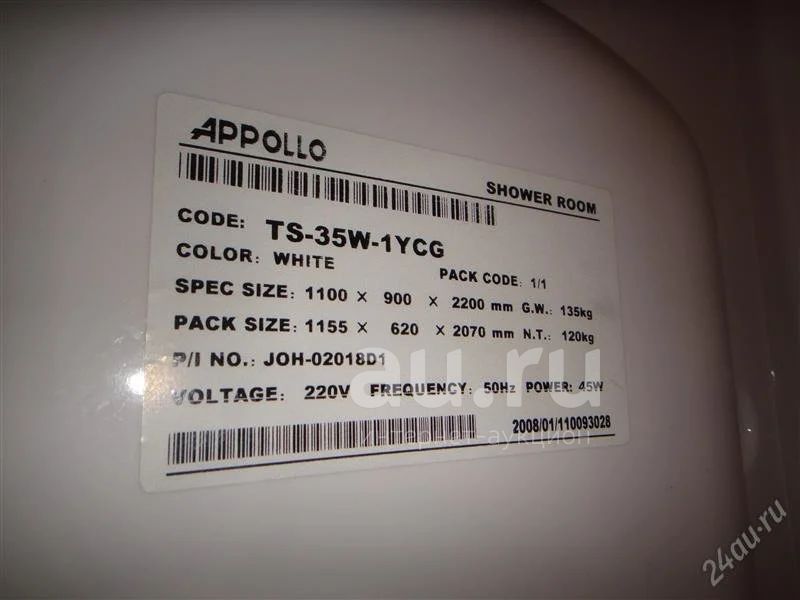 APPOLLO
SHOWER ROOM
CODE: TS-35W-1YCG
COLOR: WHITE PACK CODE: 1/1
SPEC SIZE: 1100 × 900 × 2200 mm G.W.: 135kg
PACK SIZE: 1155 × 620 × 2070 mm N.T.: 120kg
P/I NO.: JOH-02018D1
VOLTAGE: 220V FREQUENCY: 50Hz POWER: 45W
2008/01/110093028
au.ru
интернет-аукцион
24au.ru